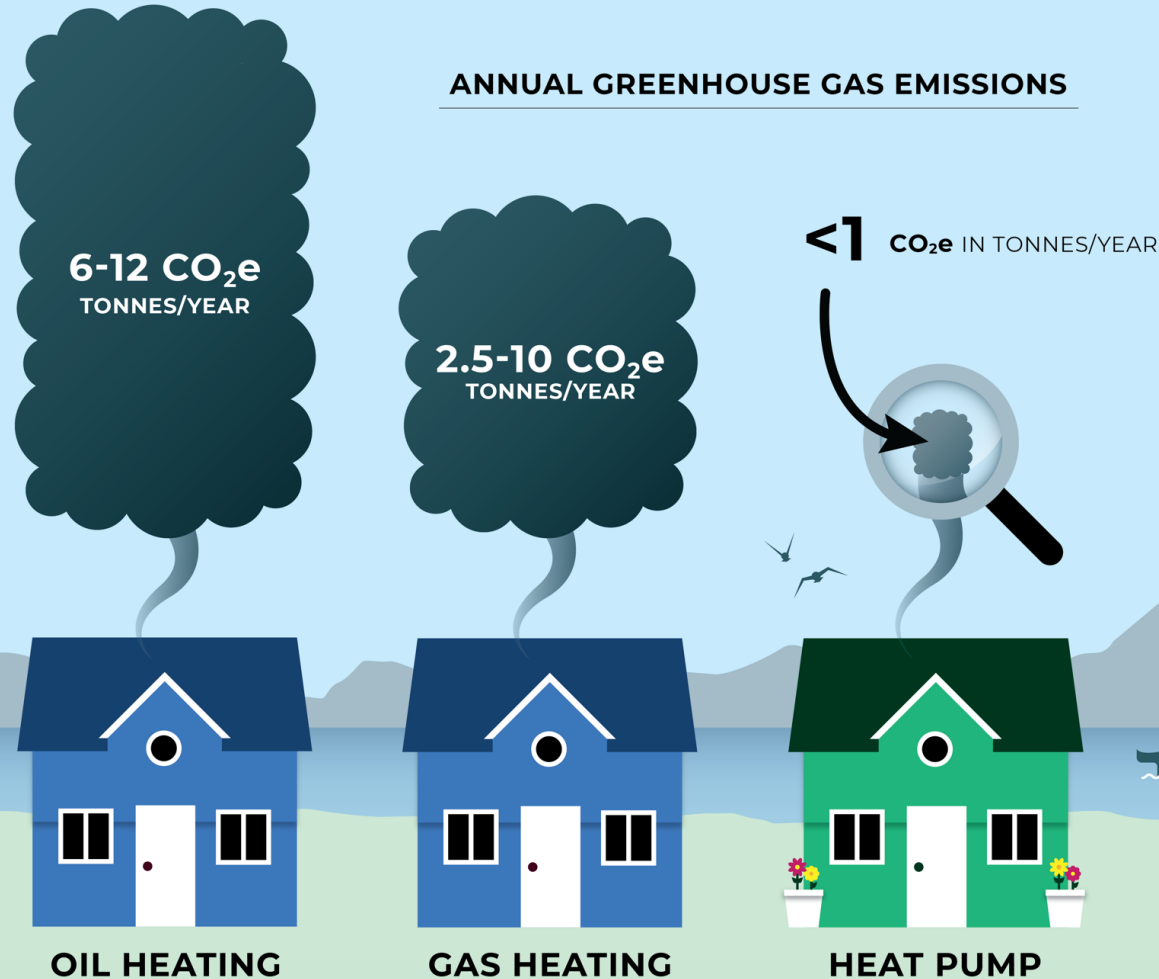 ANNUAL GREENHOUSE GAS EMISSIONS
6-12 CO₂e
TONNES/YEAR
2.5-10 CO₂e
TONNES/YEAR
<1 CO₂e IN TONNES/YEAR
OIL HEATING
GAS HEATING
HEAT PUMP